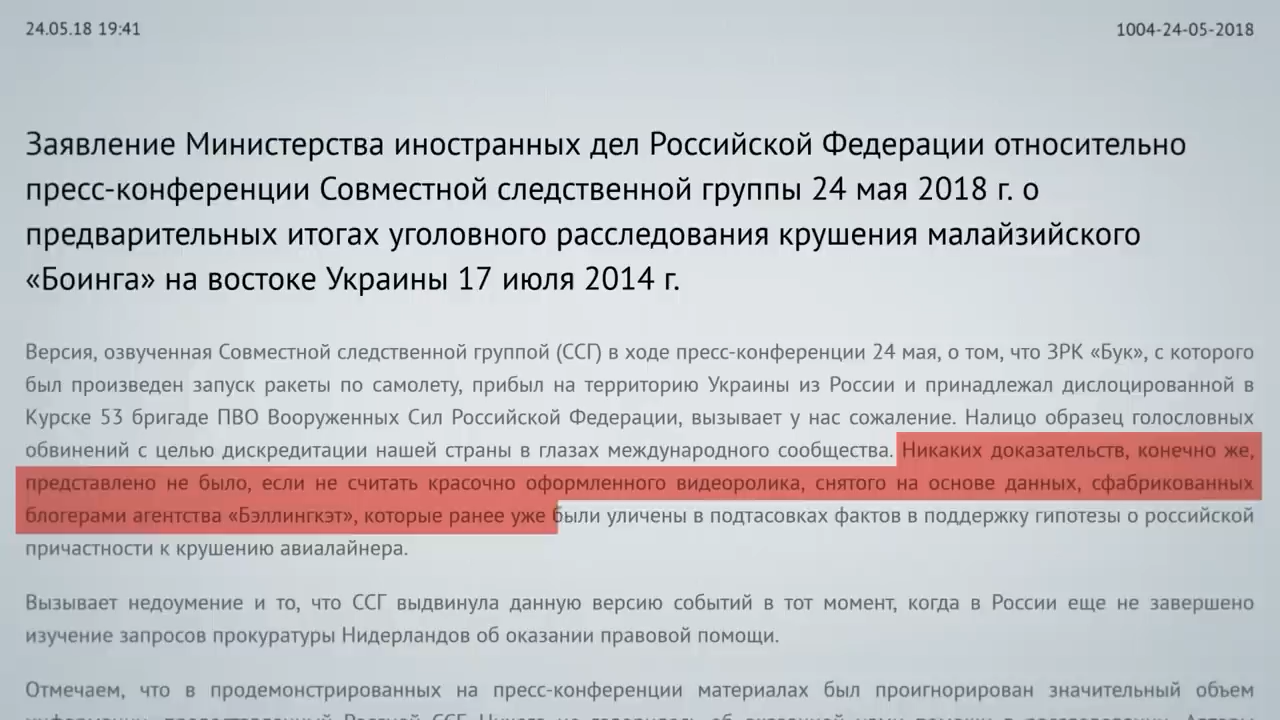 24.05.18 19:41
1004-24-05-2018
Заявление Министерства иностранных дел Российской Федерации относительно
пресс-конференции Совместной следственной группы 24 мая 2018 г. о
предварительных итогах уголовного расследования крушения малайзийского
«Боинга» на востоке Украины 17 июля 2014 г.
Версия, озвученная Совместной следственной группой (ССГ) в ходе пресс-конференции 24 мая, о том, что ЗРК «Бук», с которого
был произведен запуск ракеты по самолету, прибыл на территорию Украины из России и принадлежал дислоцированной в
Курске 53 бригаде ПВО Вооруженных Сил Российской Федерации, вызывает у нас сожаление. Налицо образец голословных
обвинений с целью дискредитации нашей страны в глазах международного сообщества. Никаких доказательств, конечно же,
представлено не было, если не считать красочно оформленного видеоролика, снятого на основе данных, сфабрикованных
блогерами агентства «Бэллингкэт», которые ранее уже были уличены в подтасовках фактов в поддержку гипотезы о российской
причастности к крушению авиалайнера.
Вызывает недоумение и то, что ССГ выдвинула данную версию событий в тот момент, когда в России еще не завершено
изучение запросов прокуратуры Нидерландов об оказании правовой помощи.
Отмечаем, что в продемонстрированных на пресс-конференции материалах был проигнорирован значительный объем